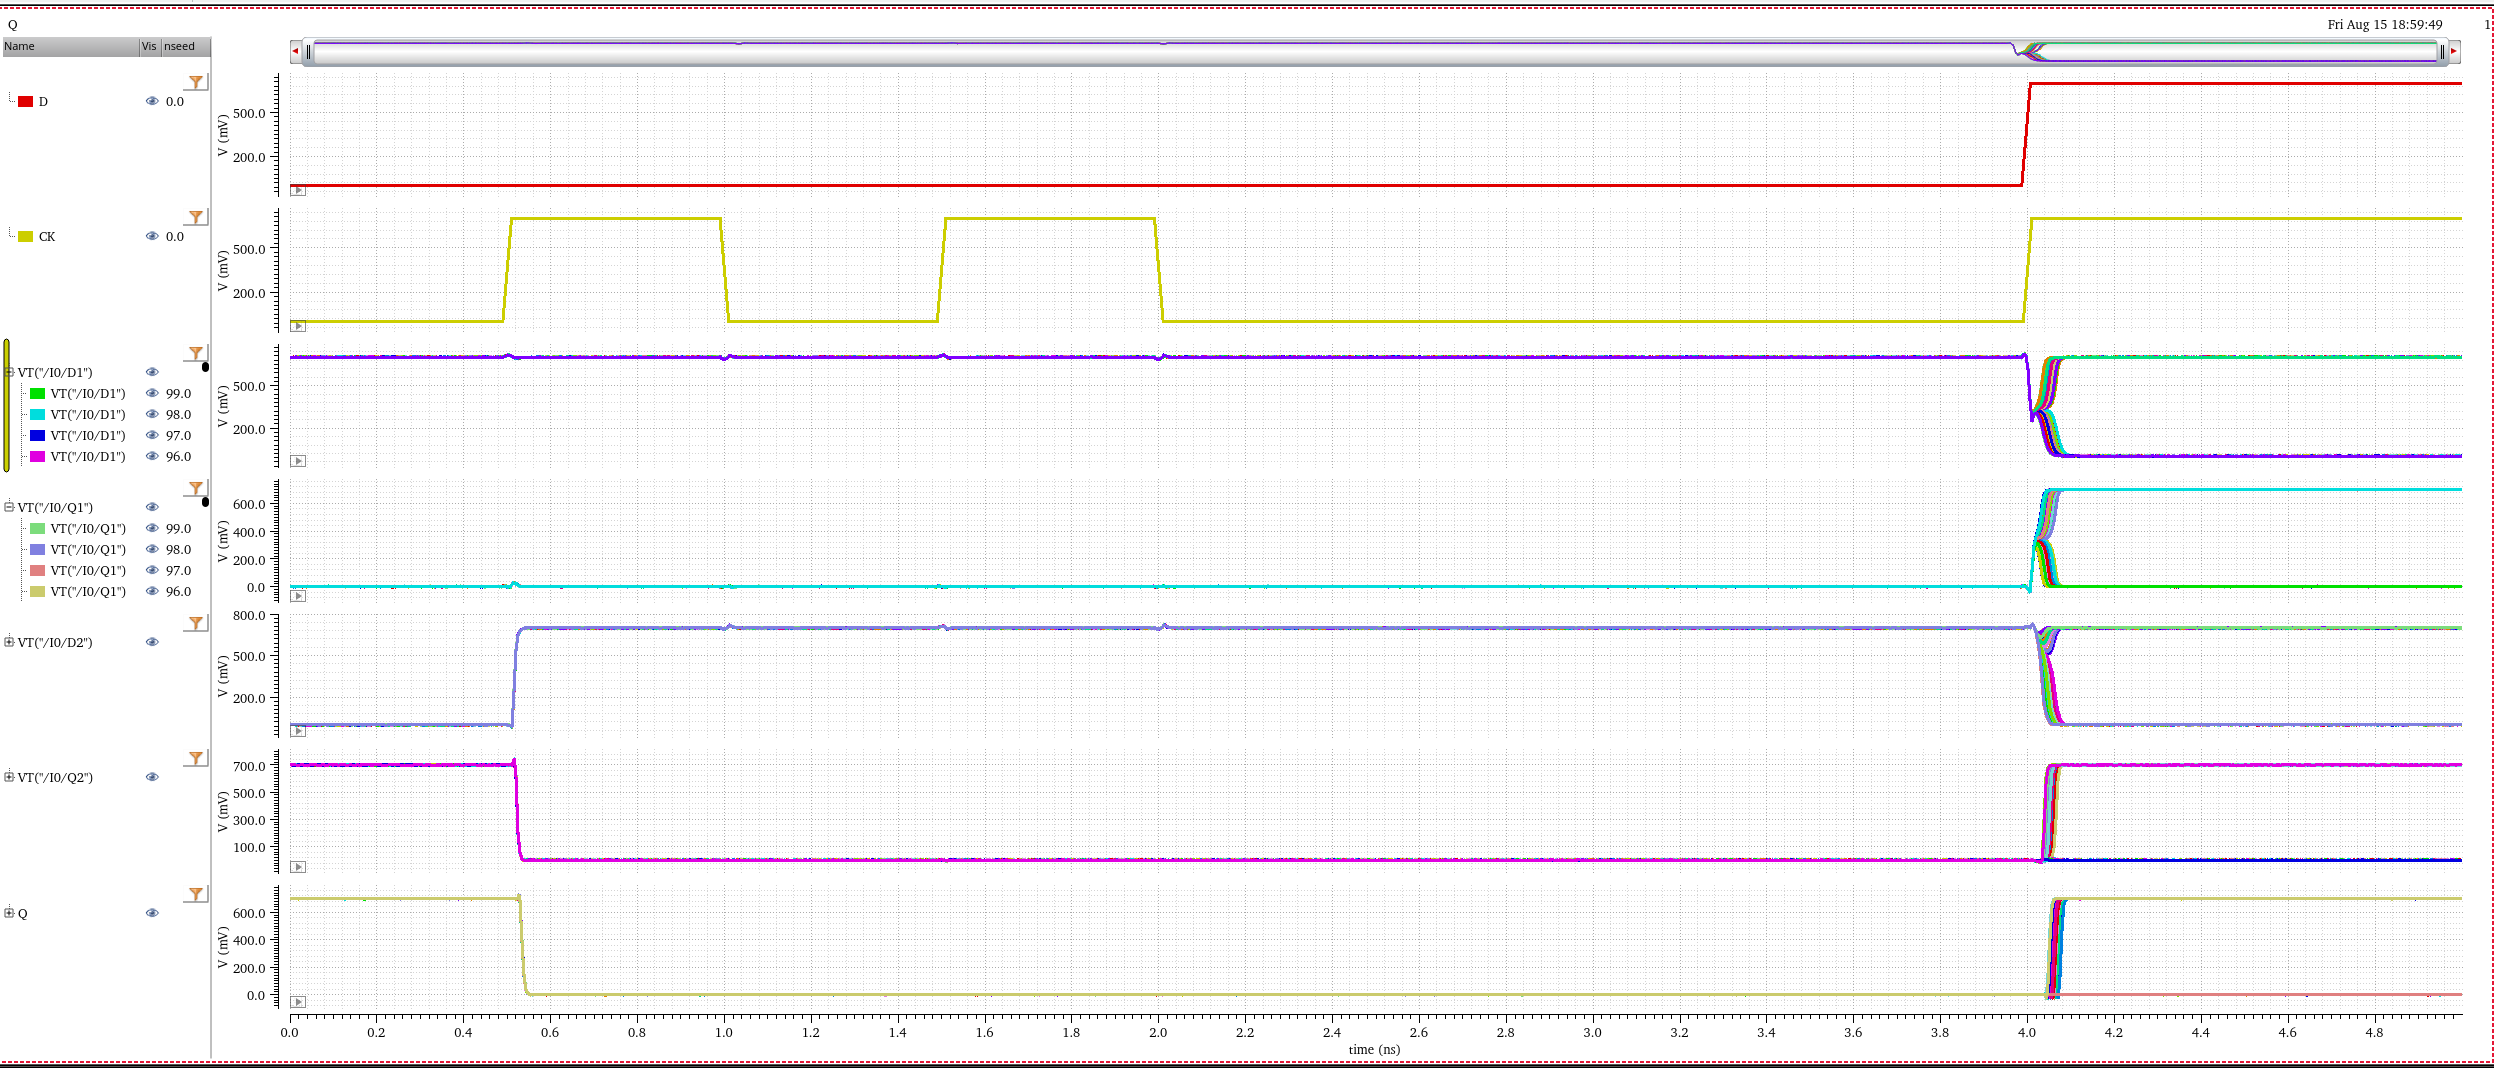 Q
Fri Aug 15 18:59:49 1
Name Vis nseed
D 0.0
500.0
200.0
V (mV)
CK 0.0
500.0
200.0
V (mV)
VT("/I0/D1")
VT("/I0/D1") 99.0
VT("/I0/D1") 98.0
VT("/I0/D1") 97.0
VT("/I0/D1") 96.0
500.0
200.0
V (mV)
VT("/I0/Q1")
VT("/I0/Q1") 99.0
VT("/I0/Q1") 98.0
VT("/I0/Q1") 97.0
VT("/I0/Q1") 96.0
600.0
400.0
200.0
0.0
V (mV)
VT("/I0/D2")
800.0
500.0
200.0
V (mV)
VT("/I0/Q2")
700.0
500.0
300.0
100.0
V (mV)
Q
600.0
400.0
200.0
0.0
V (mV)
0.0 0.2 0.4 0.6 0.8 1.0 1.2 1.4 1.6 1.8 2.0 2.2 2.4 2.6 2.8 3.0 3.2 3.4 3.6 3.8 4.0 4.2 4.4 4.6 4.8
time (ns)